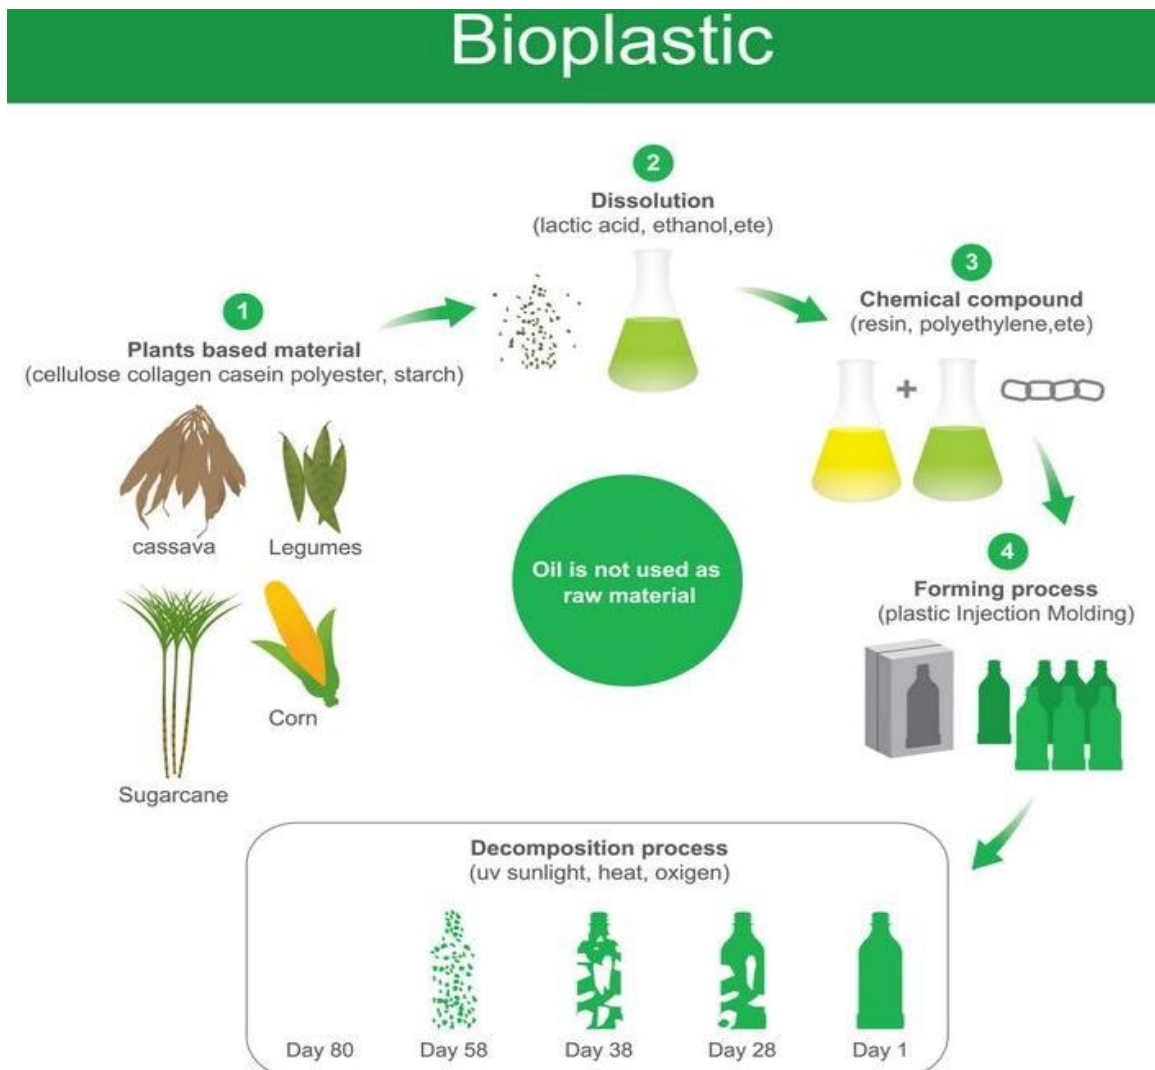 Bioplastic
1
Plants based material
(cellulose collagen casein polyester, starch)
cassava
Legumes
Sugarcane
Corn
2
Dissolution
(lactic acid, ethanol,ete)
3
Chemical compound
(resin, polyethylene,ete)
+
4
Forming process
(plastic Injection Molding)
Oil is not used as
raw material
Decomposition process
(uv sunlight, heat, oxigen)
Day 80
Day 58
Day 38
Day 28
Day 1